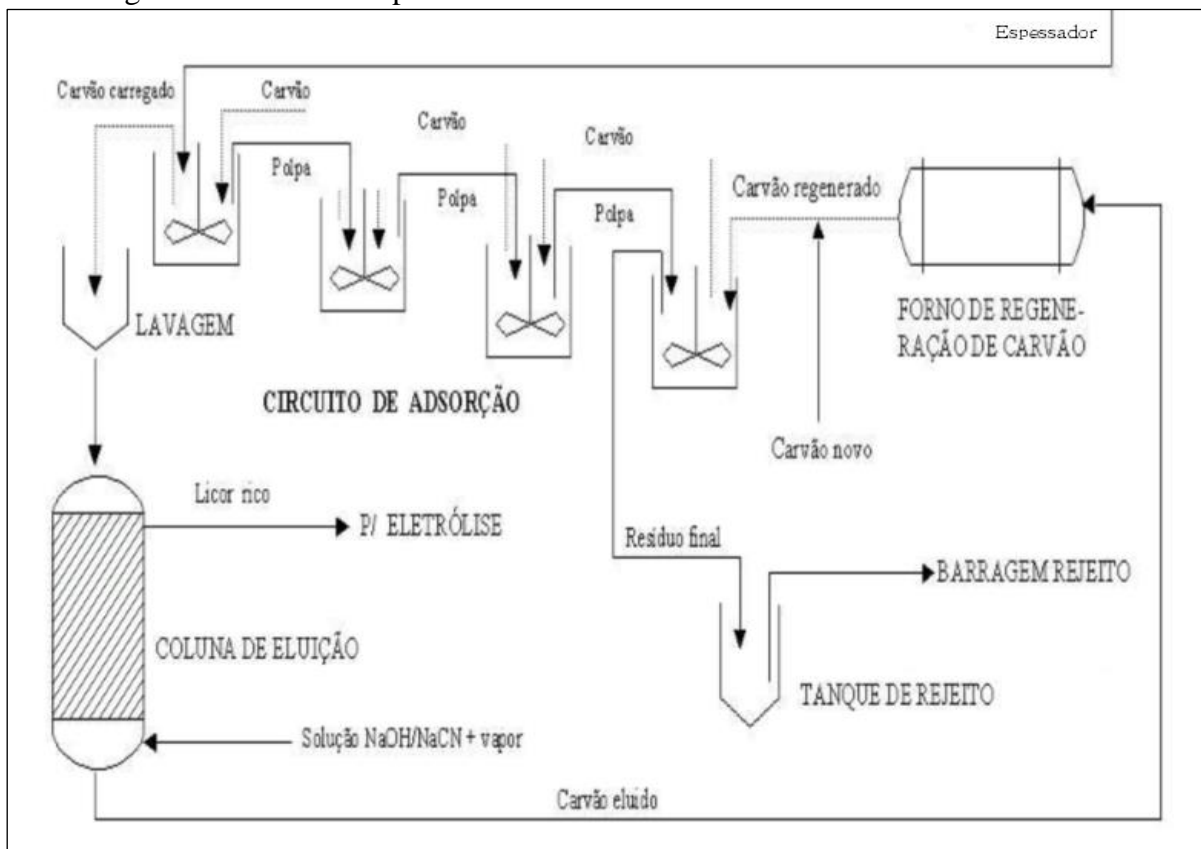 Espessador
Carvão carregado
Carvão
Carvão
Carvão
Polpa
Polpa
Polpa
Carvão regenerado
LAVAGEM
FORNO DE REGENE-
RAÇÃO DE CARVÃO
CIRCUITO DE ADSORÇÃO
Carvão novo
Licor rico
P/ ELETRÓLISE
Resíduo final
BARRAGEM REJEITO
COLUNA DE ELUIÇÃO
TANQUE DE REJEITO
Solução NaOH/NaCN + vapor
Carvão eluido